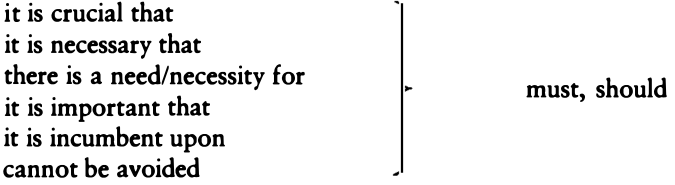 it is crucial that
it is necessary that
there is a need/necessity for
it is important that
it is incumbent upon
cannot be avoided
must, should